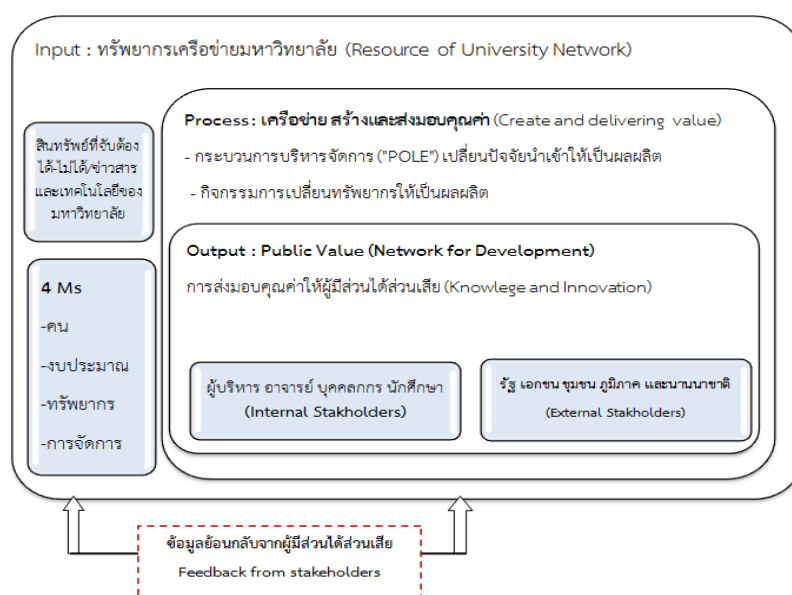 Input : ทรัพยากรเครือข่ายมหาวิทยาลัย (Resource of University Network)
สินทรัพย์ที่จับต้อง
ได้-ไม่ได้/ข่าวสาร
และเทคโนโลยีของ
มหาวิทยาลัย
4 Ms
-คน
-งบประมาณ
-ทรัพยากร
-การจัดการ
Process : เครือข่าย สร้างและส่งมอบคุณค่า (Create and delivering value)
- กระบวนการบริหารจัดการ ("POLE") เปลี่ยนปัจจัยนำเข้าให้เป็นผลผลิต
- กิจกรรมการเปลี่ยนทรัพยากรให้เป็นผลผลิต
Output : Public Value (Network for Development)
การส่งมอบคุณค่าให้ผู้มีส่วนได้ส่วนเสีย (Knowlege and Innovation)
ผู้บริหาร อาจารย์ บุคคลกกร นักศึกษา
(Internal Stakholders)
รัฐ เอกชน ชุมชน ภูมิภาค และนานนาชาติ
(External Stakholders)
ข้อมูลย้อนกลับจากผู้มีส่วนได้ส่วนเสีย
Feedback from stakeholders